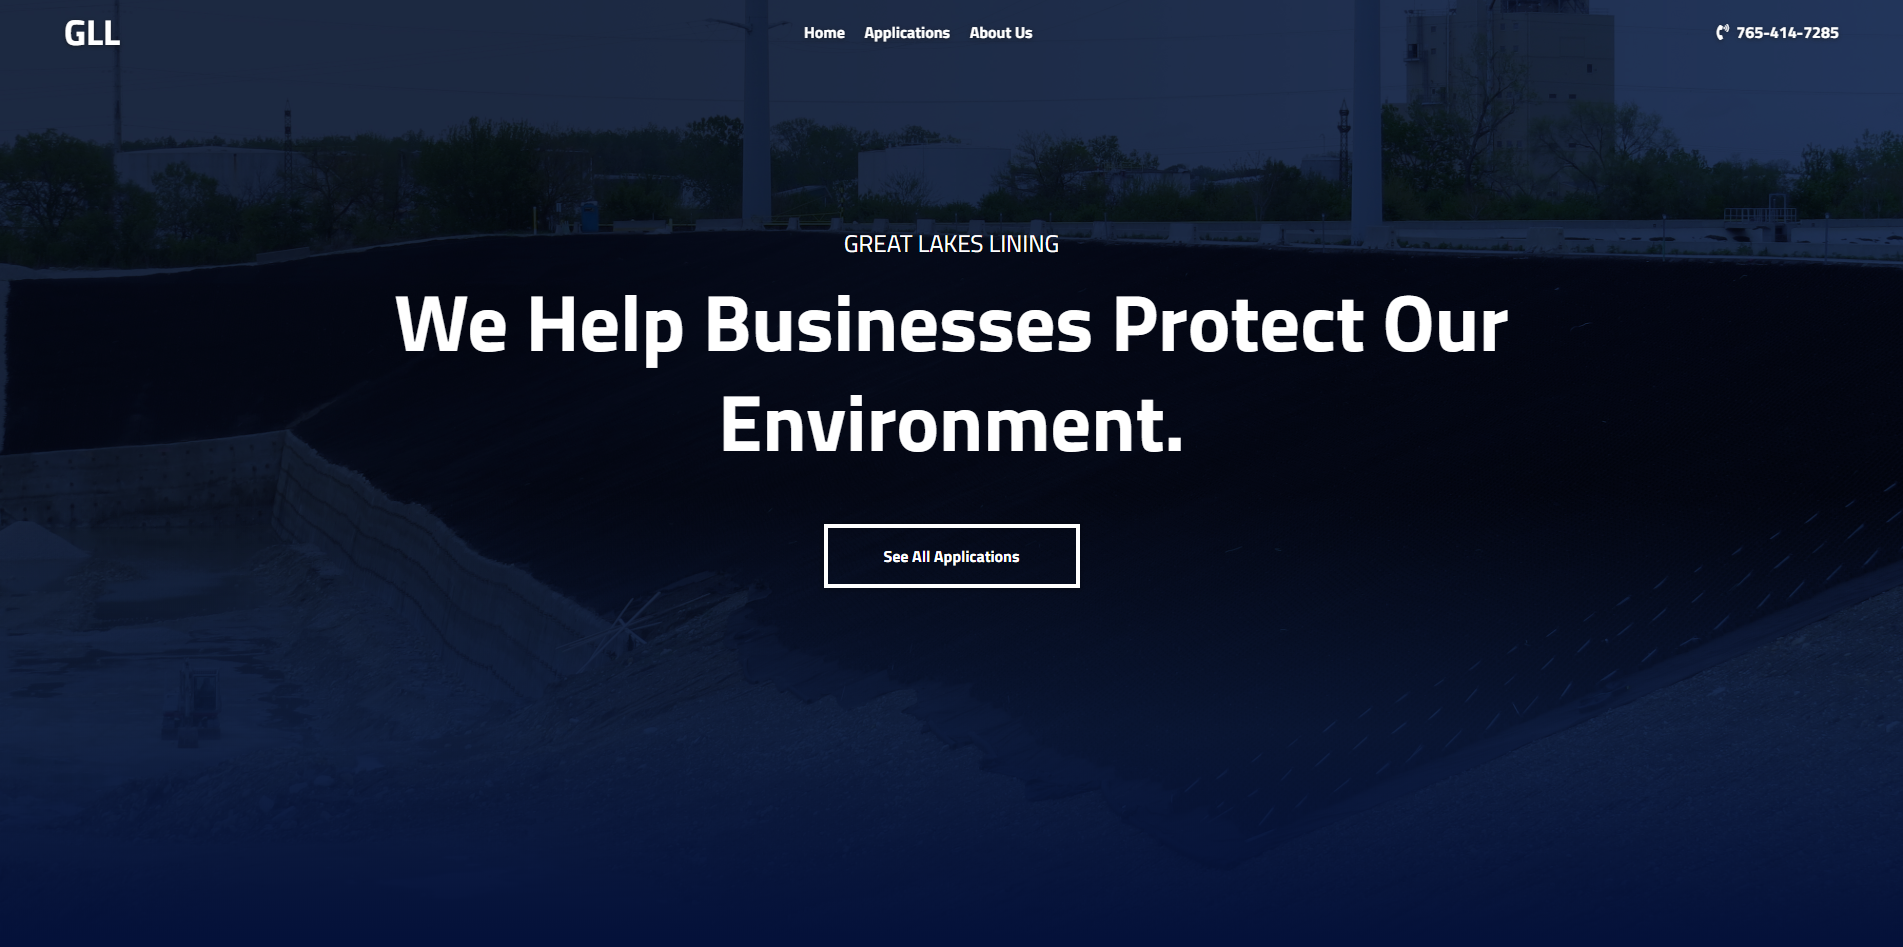 GLL
Home Applications About Us
765-414-7285
GREAT LAKES LINING
We Help Businesses Protect Our
Environment.
See All Applications